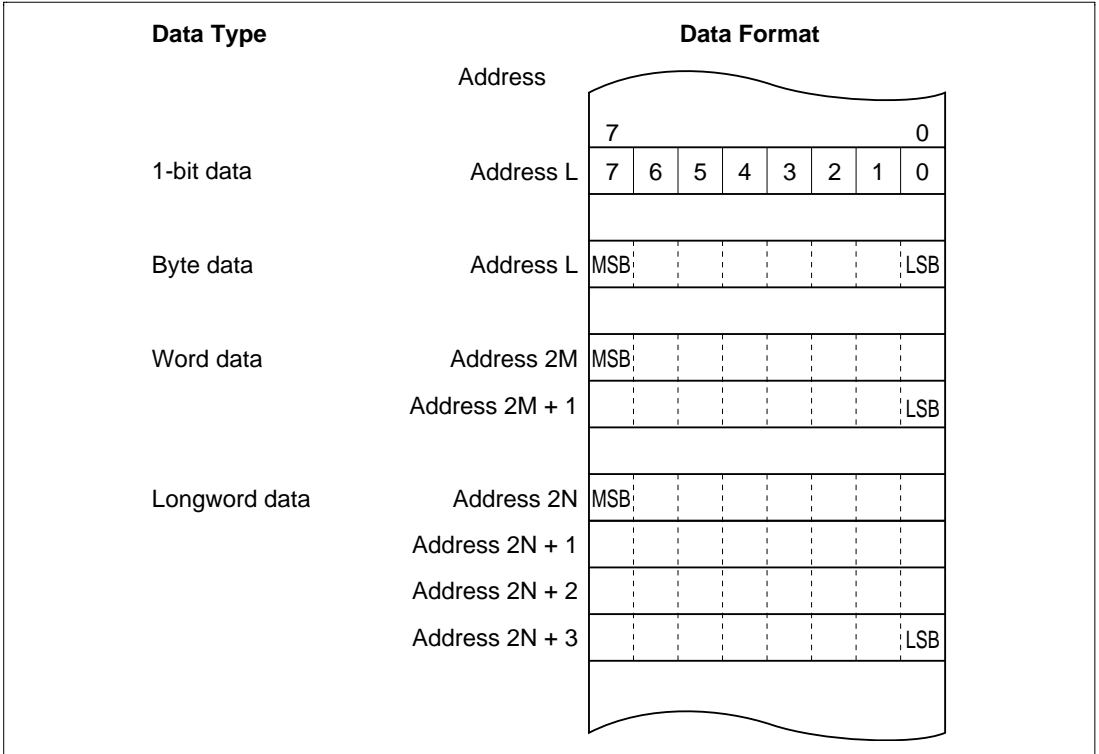 Data Type Data Format
Address
7 0
1-bit data Address L 7 6 5 4 3 2 1 0
Byte data Address L MSB LSB
Word data Address 2M MSB
Address 2M + 1 LSB
Longword data Address 2N MSB
Address 2N + 1
Address 2N + 2
Address 2N + 3 LSB